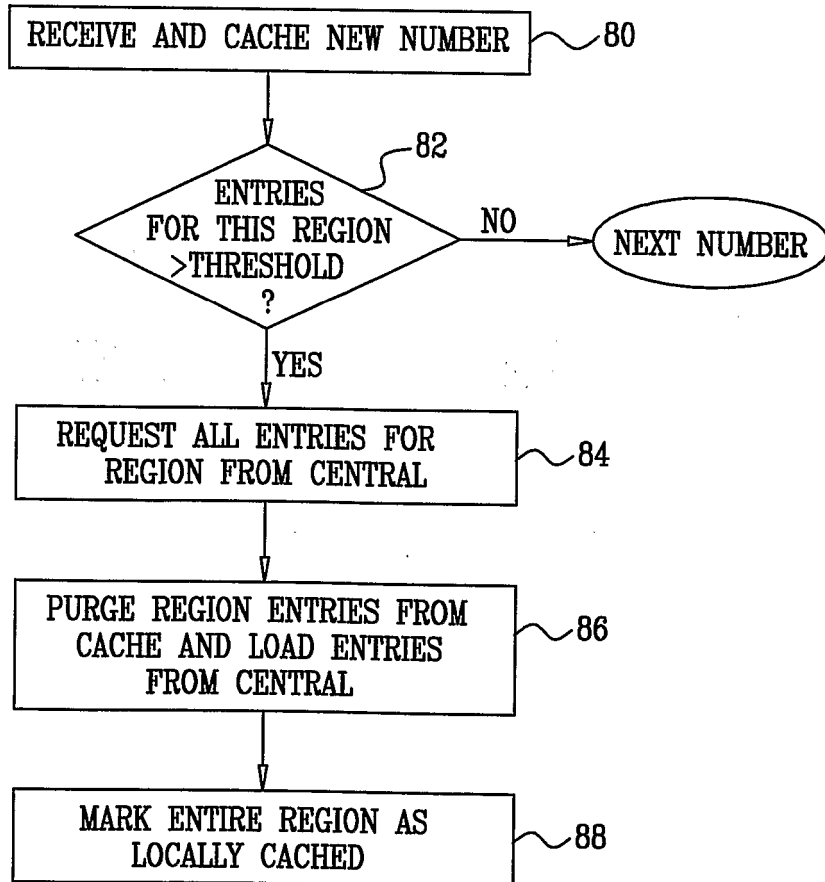 RECEIVE AND CACHE NEW NUMBER
80
82
ENTRIES
FOR THIS REGION
>THRESHOLD
?
NO
NEXT NUMBER
YES
REQUEST ALL ENTRIES FOR
REGION FROM CENTRAL
84
PURGE REGION ENTRIES FROM
CACHE AND LOAD ENTRIES
FROM CENTRAL
86
MARK ENTIRE REGION AS
LOCALLY CACHED
88